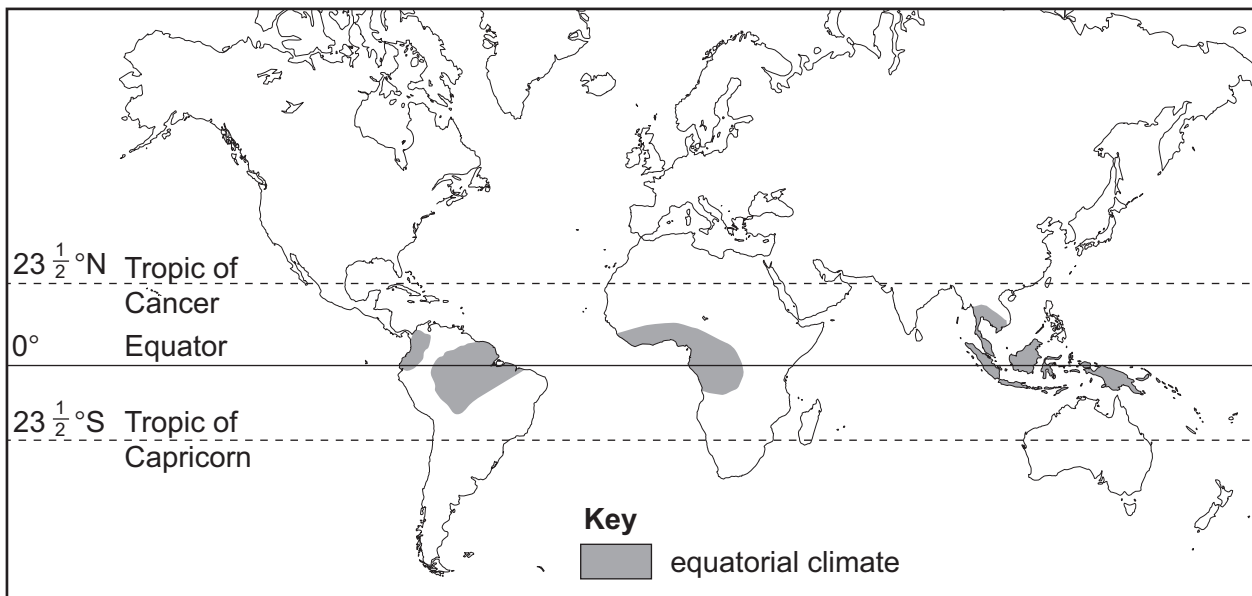 23 1/2 °N Tropic of
Cancer
0° Equator
23 1/2 °S Tropic of
Capricorn
Key
equatorial climate